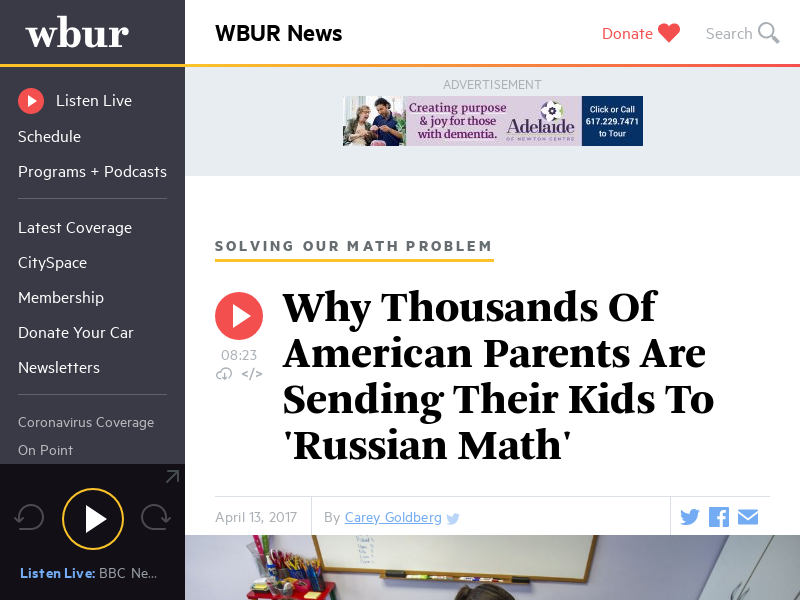 wbur
WBUR News
Donate
Search
Listen Live
Schedule
Programs + Podcasts
Latest Coverage
CitySpace
Membership
Donate Your Car
Newsletters
Coronavirus Coverage
On Point
Listen Live: BBC Ne...
ADVERTISEMENT
Creating purpose
& joy for those
with dementia.
Adelaide
OF NEWTON CENTRE
Click or Call
617.229.7471
to Tour
SOLVING OUR MATH PROBLEM
08:23
</>
Why Thousands Of
American Parents Are
Sending Their Kids To
'Russian Math'
April 13, 2017
By Carey Goldberg